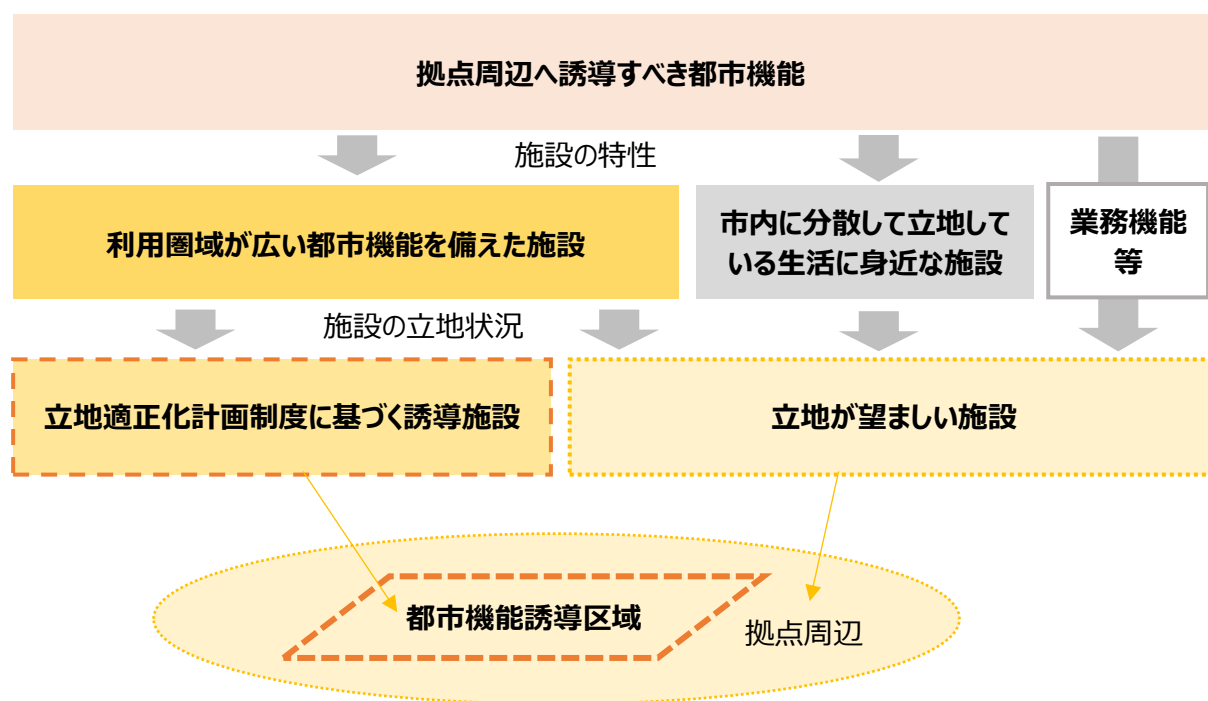 拠点周辺へ誘導すべき都市機能
施設の特性
利用圏域が広い都市機能を備えた施設
市内に分散して立地して
いる生活に身近な施設
業務機能
等
施設の立地状況
立地適正化計画制度に基づく誘導施設
立地が望ましい施設
都市機能誘導区域
拠点周辺